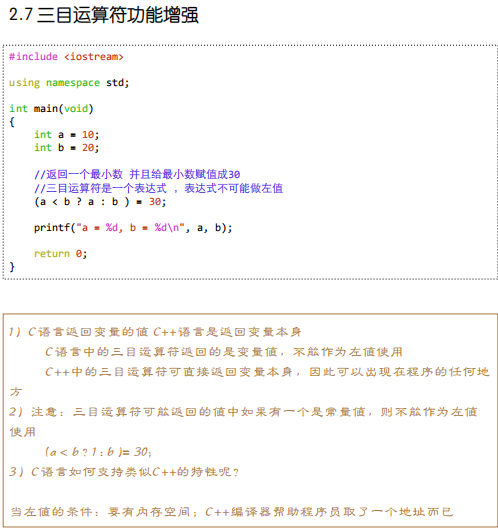 2.7 三目运算符功能增强
#include <iostream>
using namespace std;
int main(void)
{
int a = 10;
int b = 20;
//返回一个最小数 并且给最小数赋值成30
//三目运算符是一个表达式 ，表达式不可能做左值
(a < b ? a : b ) = 30;
printf("a = %d, b = %d\n", a, b);
return 0;
}
1）C语言返回变量的值 C++语言是返回变量本身
C语言中的三目运算符返回的是变量值，不能作为左值使用
C++中的三目运算符可直接返回变量本身，因此可以出现在程序的任何地
方
2）注意：三目运算符可能返回的值中如果有一个是常量值，则不能作为左值
使用
(a < b ? 1 : b )= 30;
3）C语言如何支持类似C++的特性呢？
当左值的条件：要有内存空间；C++编译器帮助程序员取了一个地址而已